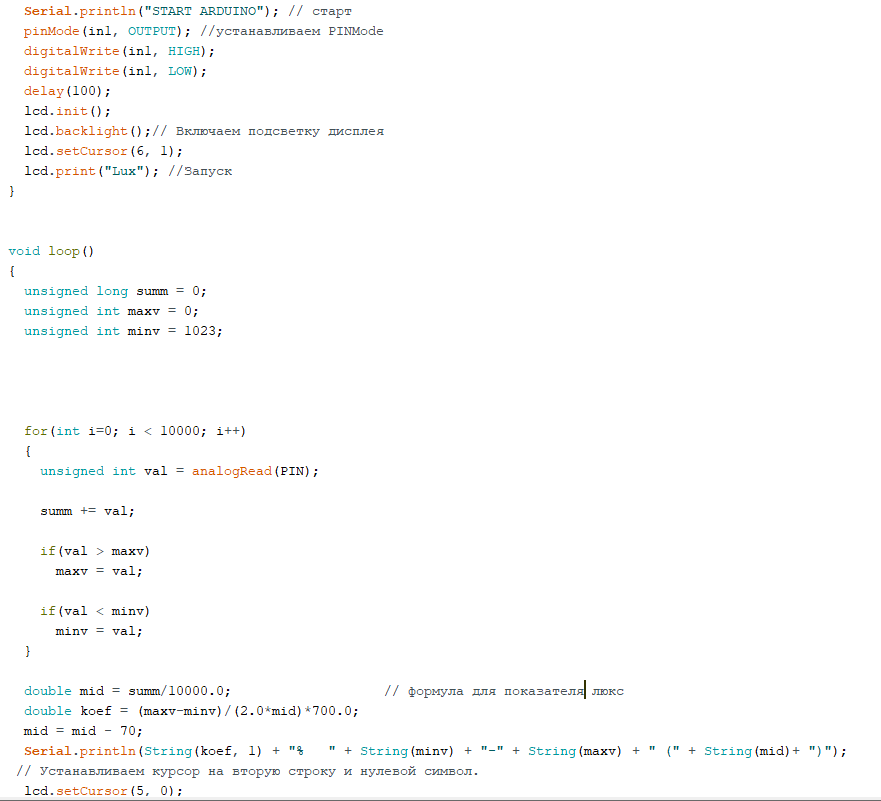 Serial.println("START ARDUINO"); // старт
pinMode(in1, OUTPUT); //устанавливаем PINMode
digitalWrite(in1, HIGH);
digitalWrite(in1, LOW);
delay(100);
lcd.init();
lcd.backlight();// Включаем подсветку дисплея
lcd.setCursor(6, 1);
lcd.print("Lux"); //Запуск
}
void loop()
{
unsigned long summ = 0;
unsigned int maxv = 0;
unsigned int minv = 1023;
for(int i=0; i < 10000; i++)
{
unsigned int val = analogRead(PIN);
summ += val;
if(val > maxv)
maxv = val;
if(val < minv)
minv = val;
}
double mid = summ/10000.0; // формула для показателя люкс
double koef = (maxv-minv)/(2.0*mid)*700.0;
mid = mid - 70;
Serial.println(String(koef, 1) + "%   " + String(minv) + "-" + String(maxv) + " (" + String(mid)+ ")");
// Устанавливаем курсор на вторую строку и нулевой символ.
lcd.setCursor(5, 0);